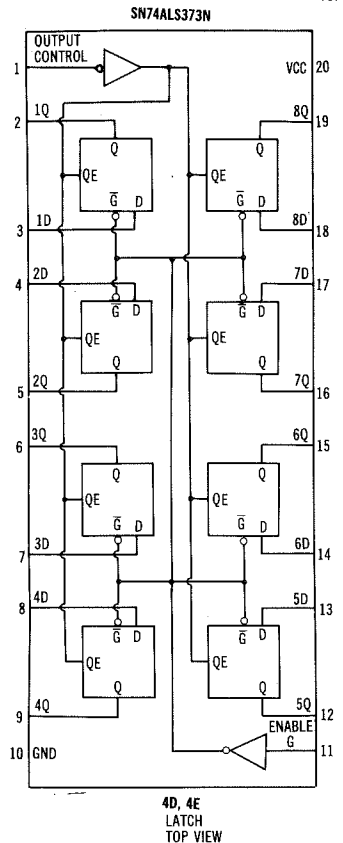 SN74ALS373N
OUTPUT
CONTROL
1
VCC 20
1Q
2
8Q
19
Q
Q
QE
QE
G̅ D
G̅ D
1D
3
8D
18
2D
4
7D
17
G̅ D
G̅ D
QE
QE
Q
Q
2Q
5
7Q
16
3Q
6
6Q
15
Q
Q
QE
QE
G̅ D
G̅ D
3D
7
6D
14
4D
8
5D
13
G̅ D
G̅ D
QE
QE
Q
Q
4Q
9
5Q
12
ENABLE
G
10 GND
11
4D, 4E
LATCH
TOP VIEW